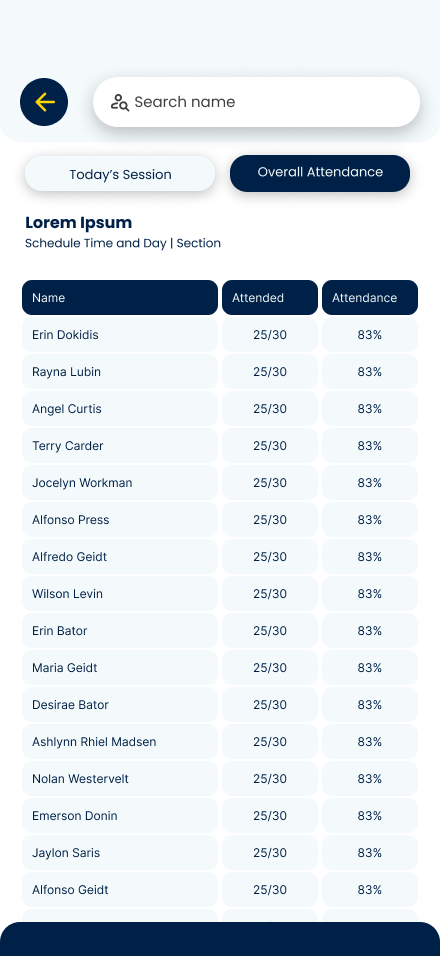 Search name
Today's Session Overall Attendance
Lorem Ipsum
Schedule Time and Day | Section
Name Attended Attendance
Erin Dokidis 25/30 83%
Rayna Lubin 25/30 83%
Angel Curtis 25/30 83%
Terry Carder 25/30 83%
Jocelyn Workman 25/30 83%
Alfonso Press 25/30 83%
Alfredo Geidt 25/30 83%
Wilson Levin 25/30 83%
Erin Bator 25/30 83%
Maria Geidt 25/30 83%
Desirae Bator 25/30 83%
Ashlynn Rhiel Madsen 25/30 83%
Nolan Westervelt 25/30 83%
Emerson Donin 25/30 83%
Jaylon Saris 25/30 83%
Alfonso Geidt 25/30 83%